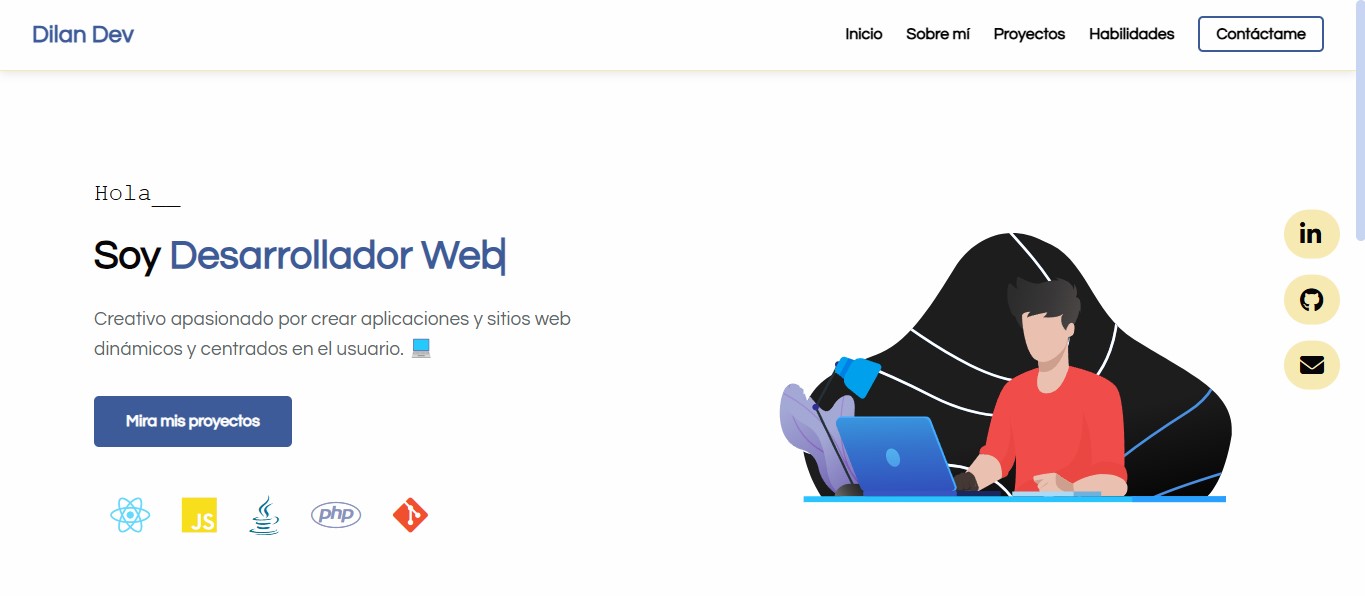 Dilan Dev
Inicio Sobre mí Proyectos Habilidades Contáctame
Hola__
Soy Desarrollador Web
Creativo apasionado por crear aplicaciones y sitios web
dinámicos y centrados en el usuario. 💻
Mira mis proyectos
JS php
in